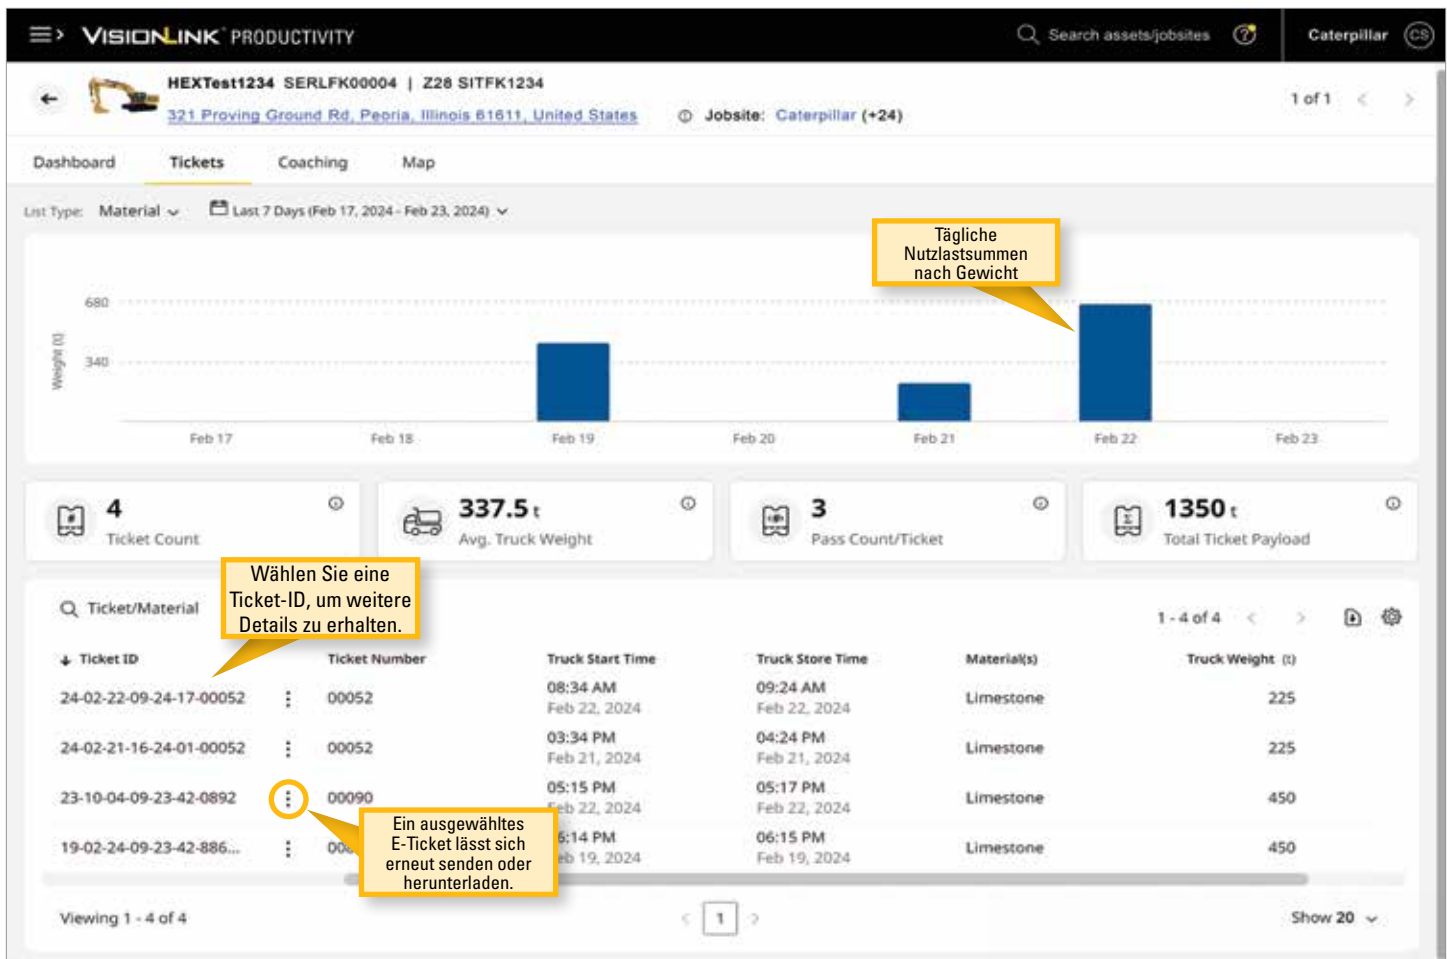 VISIONLINK PRODUCTIVITY
Search assets/jobsites
Caterpillar CS
HEXTest1234 SERLFK00004 | Z28 SITFK1234
321 Proving Ground Rd, Peoria, Illinois 61611, United States
Jobsite: Caterpillar (+24)
1 of 1
Dashboard Tickets Coaching Map
List Type: Material Last 7 Days (Feb 17, 2024 - Feb 23, 2024)
Tägliche
Nutzlastsummen
nach Gewicht
680
340
Weight (t)
Feb 17 Feb 18 Feb 19 Feb 20 Feb 21 Feb 22 Feb 23
4
Ticket Count
337.5 t
Avg. Truck Weight
3
Pass Count/Ticket
1350 t
Total Ticket Payload
Wählen Sie eine
Ticket-ID, um weitere
Details zu erhalten.
Ticket/Material
1 - 4 of 4
Ticket ID Ticket Number Truck Start Time Truck Store Time Material(s) Truck Weight (t)
24-02-22-09-24-17-00052 00052 08:34 AM 09:24 AM Limestone 225
Feb 22, 2024 Feb 22, 2024
24-02-21-16-24-01-00052 00052 03:34 PM 04:24 PM Limestone 225
Feb 21, 2024 Feb 21, 2024
23-10-04-09-23-42-0892 00090 05:15 PM 05:17 PM Limestone 450
Feb 22, 2024 Feb 22, 2024
19-02-24-09-23-42-886... 6:14 PM 06:15 PM Limestone 450
19, 2024 Feb 19, 2024
Ein ausgewähltes
E-Ticket lässt sich
erneut senden oder
herunterladen.
Viewing 1 - 4 of 4
1
Show 20